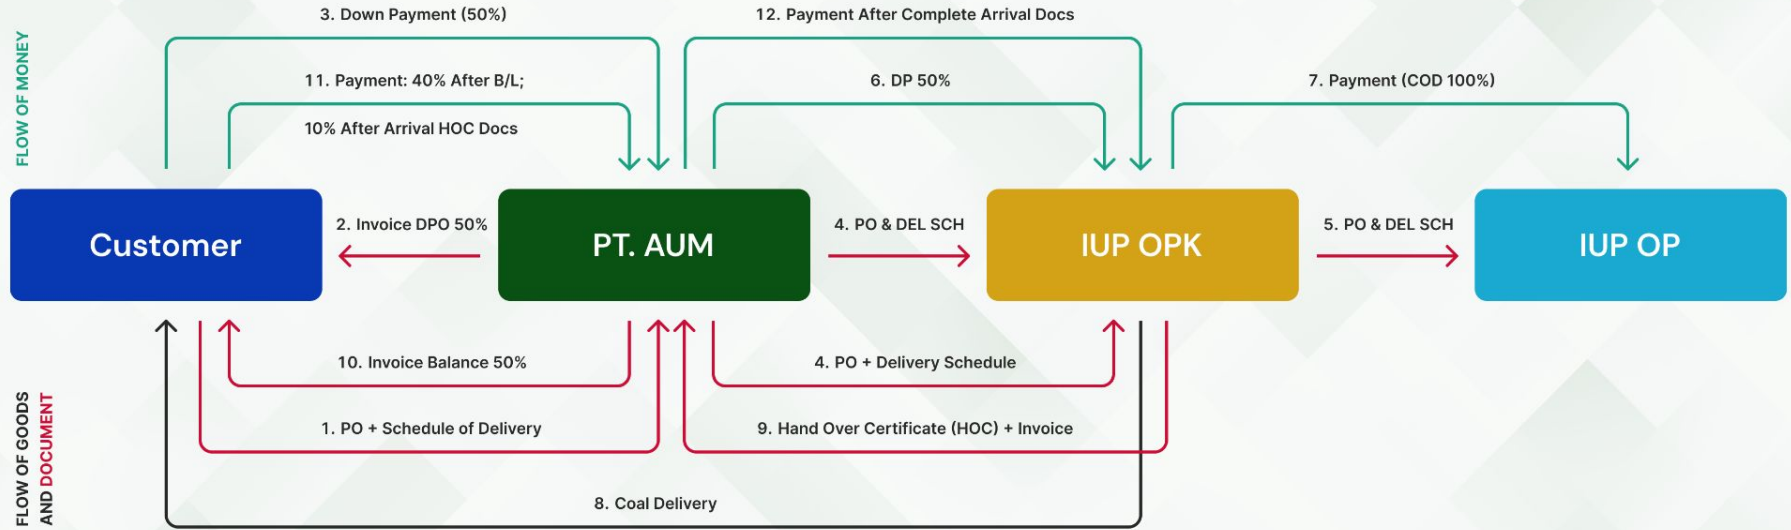 FLOW OF MONEY
3. Down Payment (50%)
12. Payment After Complete Arrival Docs
11. Payment: 40% After B/L;
10% After Arrival HOC Docs
6. DP 50%
7. Payment (COD 100%)
Customer
2. Invoice DPO 50%
PT. AUM
4. PO & DEL SCH
IUP OPK
5. PO & DEL SCH
IUP OP
10. Invoice Balance 50%
4. PO + Delivery Schedule
1. PO + Schedule of Delivery
9. Hand Over Certificate (HOC) + Invoice
8. Coal Delivery
FLOW OF GOODS
AND DOCUMENT